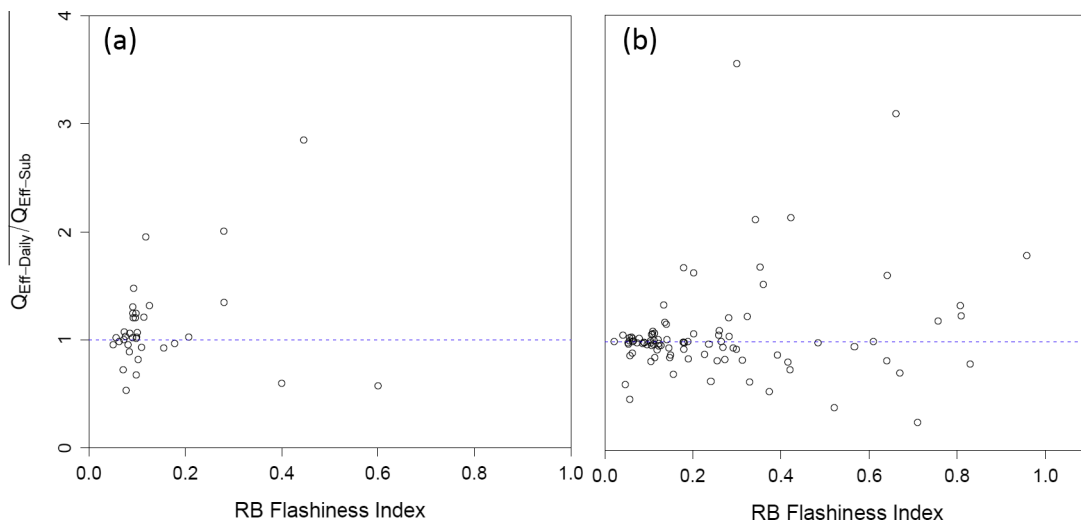 (a)
(b)
Q_Eff−Daily/Q_Eff−Sub
4
3
2
1
0
0.0 0.2 0.4 0.6 0.8 1.0
0.0 0.2 0.4 0.6 0.8 1.0
RB Flashiness Index
RB Flashiness Index